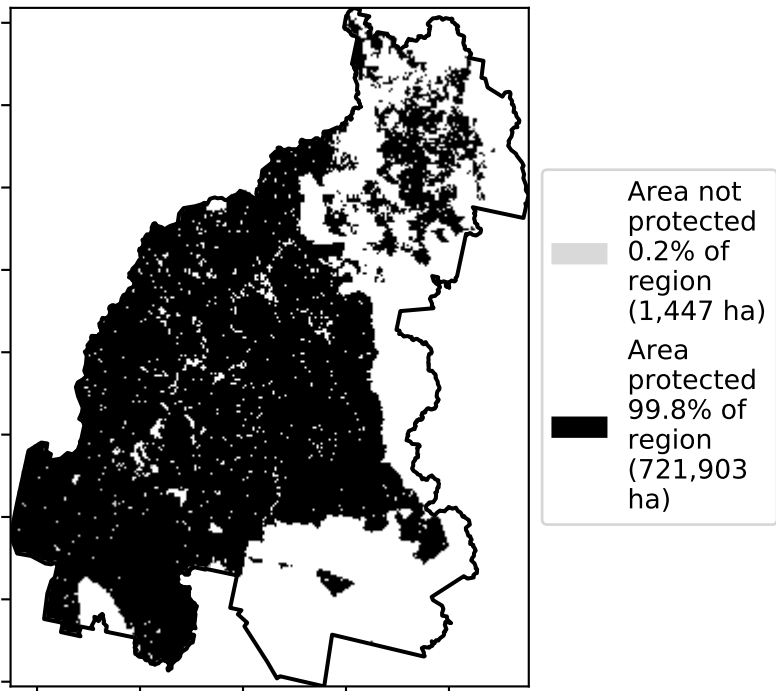 Area not
protected
0.2% of
region
(1,447 ha)
Area
protected
99.8% of
region
(721,903
ha)